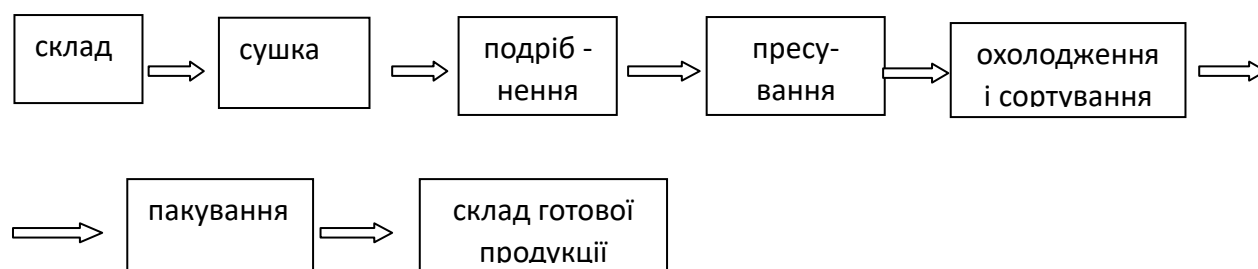 склад
сушка
подріб -
нення
пресу-
вання
охолодження
і сортування
пакування
склад готової
продукції